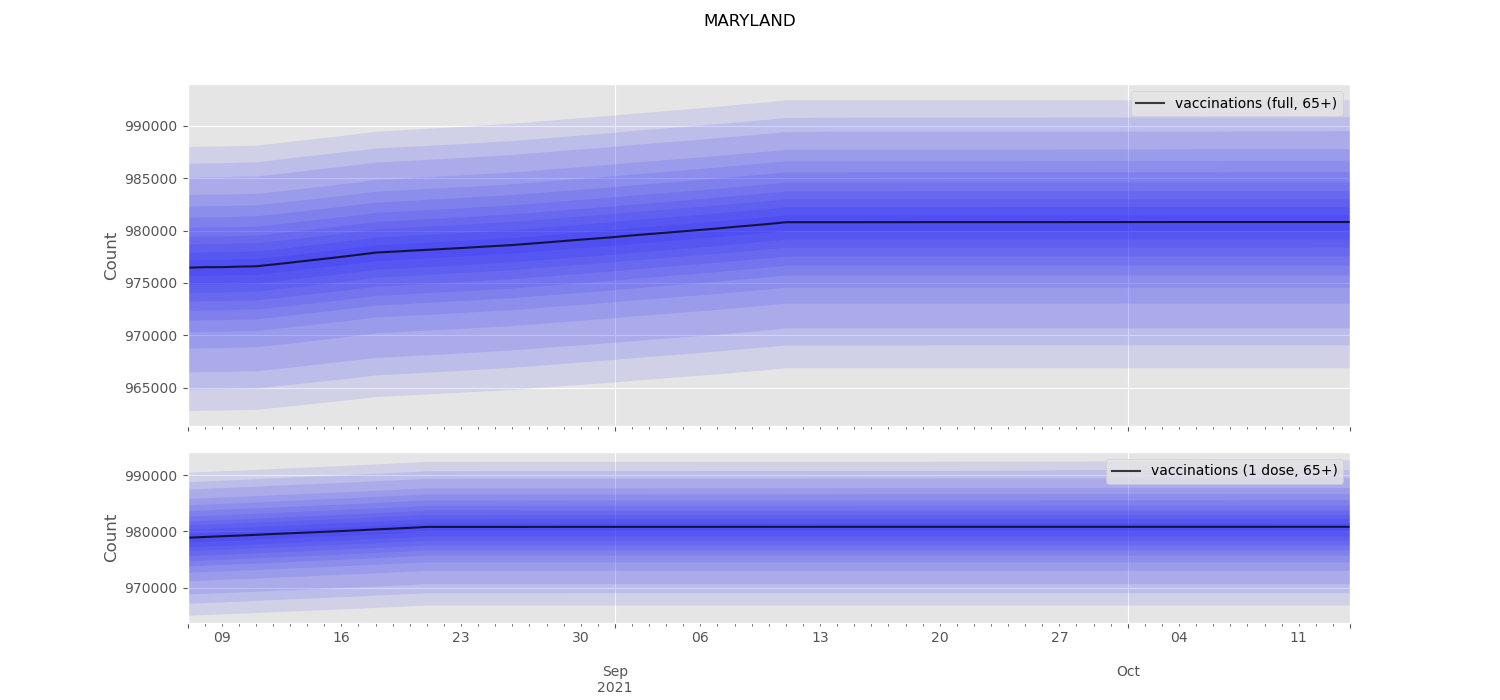 MARYLAND
vaccinations (full, 65+)
990000
985000
980000
975000
970000
965000
Count
vaccinations (1 dose, 65+)
990000
980000
970000
Count
09 16 23 30 06 13 20 27 04 11
Sep Oct
2021